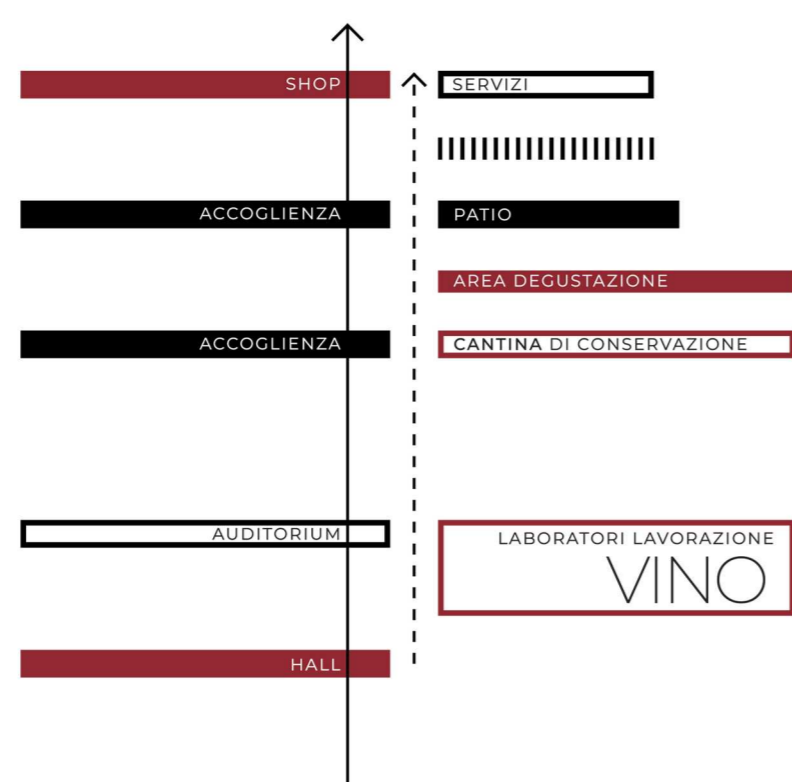 SHOP
SERVIZI
ACCOGLIENZA
PATIO
AREA DEGUSTAZIONE
ACCOGLIENZA
CANTINA DI CONSERVAZIONE
AUDITORIUM
LABORATORI LAVORAZIONE
VINO
HALL